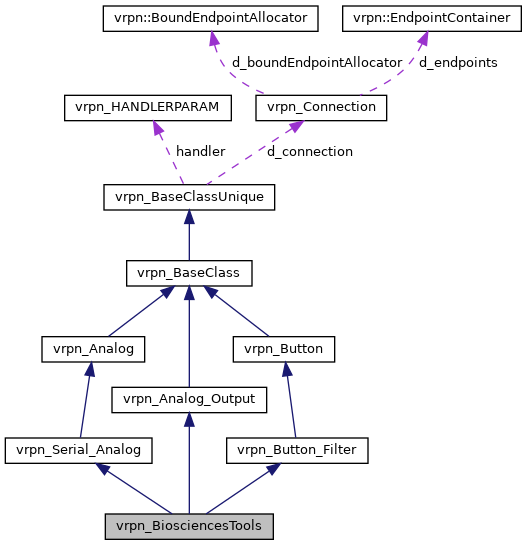 vrpn::BoundEndpointAllocator
vrpn::EndpointContainer
d_boundEndpointAllocator
d_endpoints
vrpn_HANDLERPARAM
vrpn_Connection
handler
d_connection
vrpn_BaseClassUnique
vrpn_BaseClass
vrpn_Analog
vrpn_Button
vrpn_Analog_Output
vrpn_Serial_Analog
vrpn_Button_Filter
vrpn_BiosciencesTools